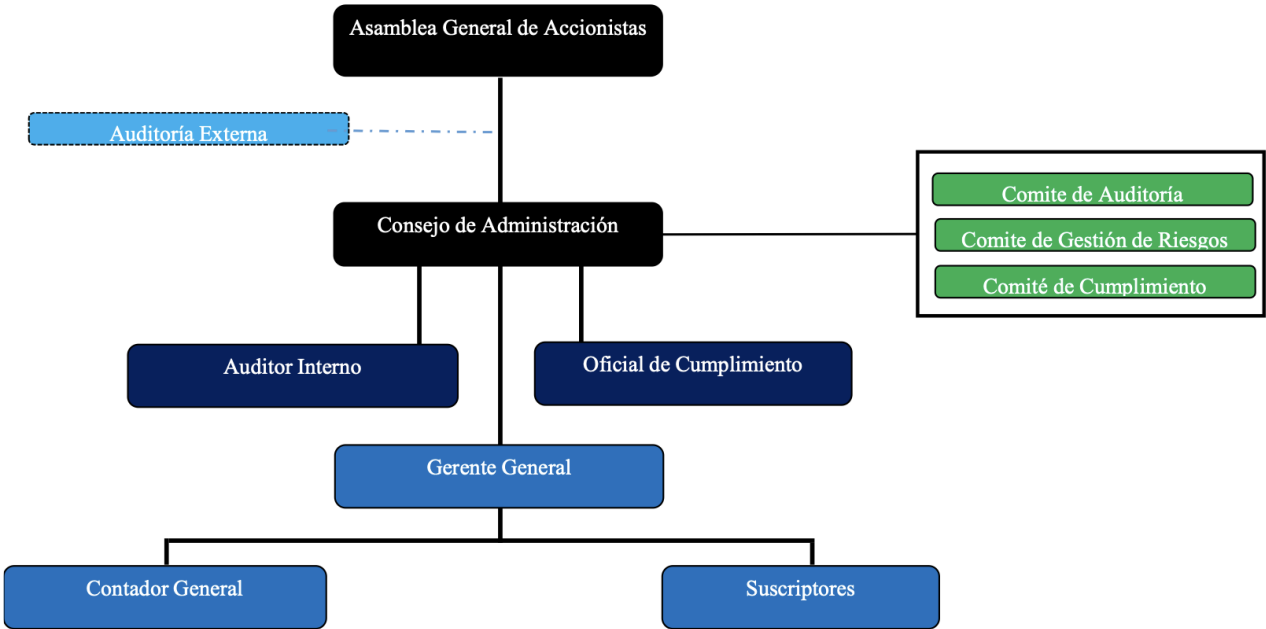 Asamblea General de Accionistas
Auditoría Externa
Comite de Auditoría
Consejo de Administración
Comite de Gestión de Riesgos
Comité de Cumplimiento
Auditor Interno
Oficial de Cumplimiento
Gerente General
Contador General
Suscriptores